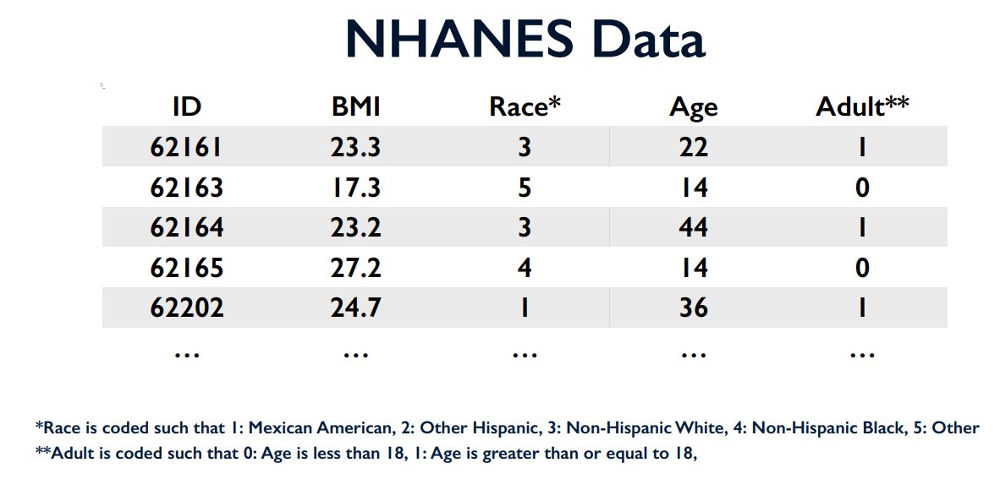 NHANES Data
ID BMI Race* Age Adult**
62161 23.3 3 22 1
62163 17.3 5 14 0
62164 23.2 3 44 1
62165 27.2 4 14 0
62202 24.7 1 36 1
... ... ... ... ...
*Race is coded such that 1: Mexican American, 2: Other Hispanic, 3: Non-Hispanic White, 4: Non-Hispanic Black, 5: Other
**Adult is coded such that 0: Age is less than 18, 1: Age is greater than or equal to 18,